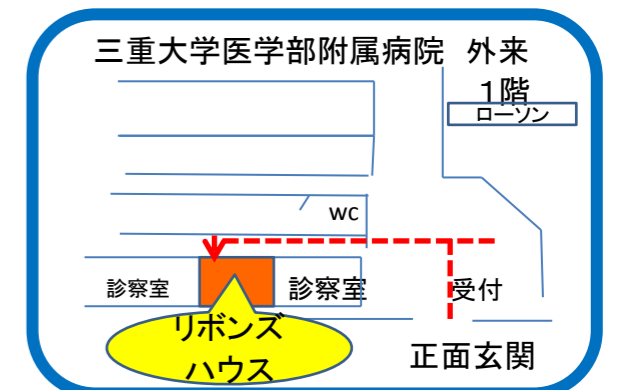 三重大学医学部附属病院 外来
1階
ローソン
wc
診察室
診察室
受付
リボンズ
ハウス
正面玄関